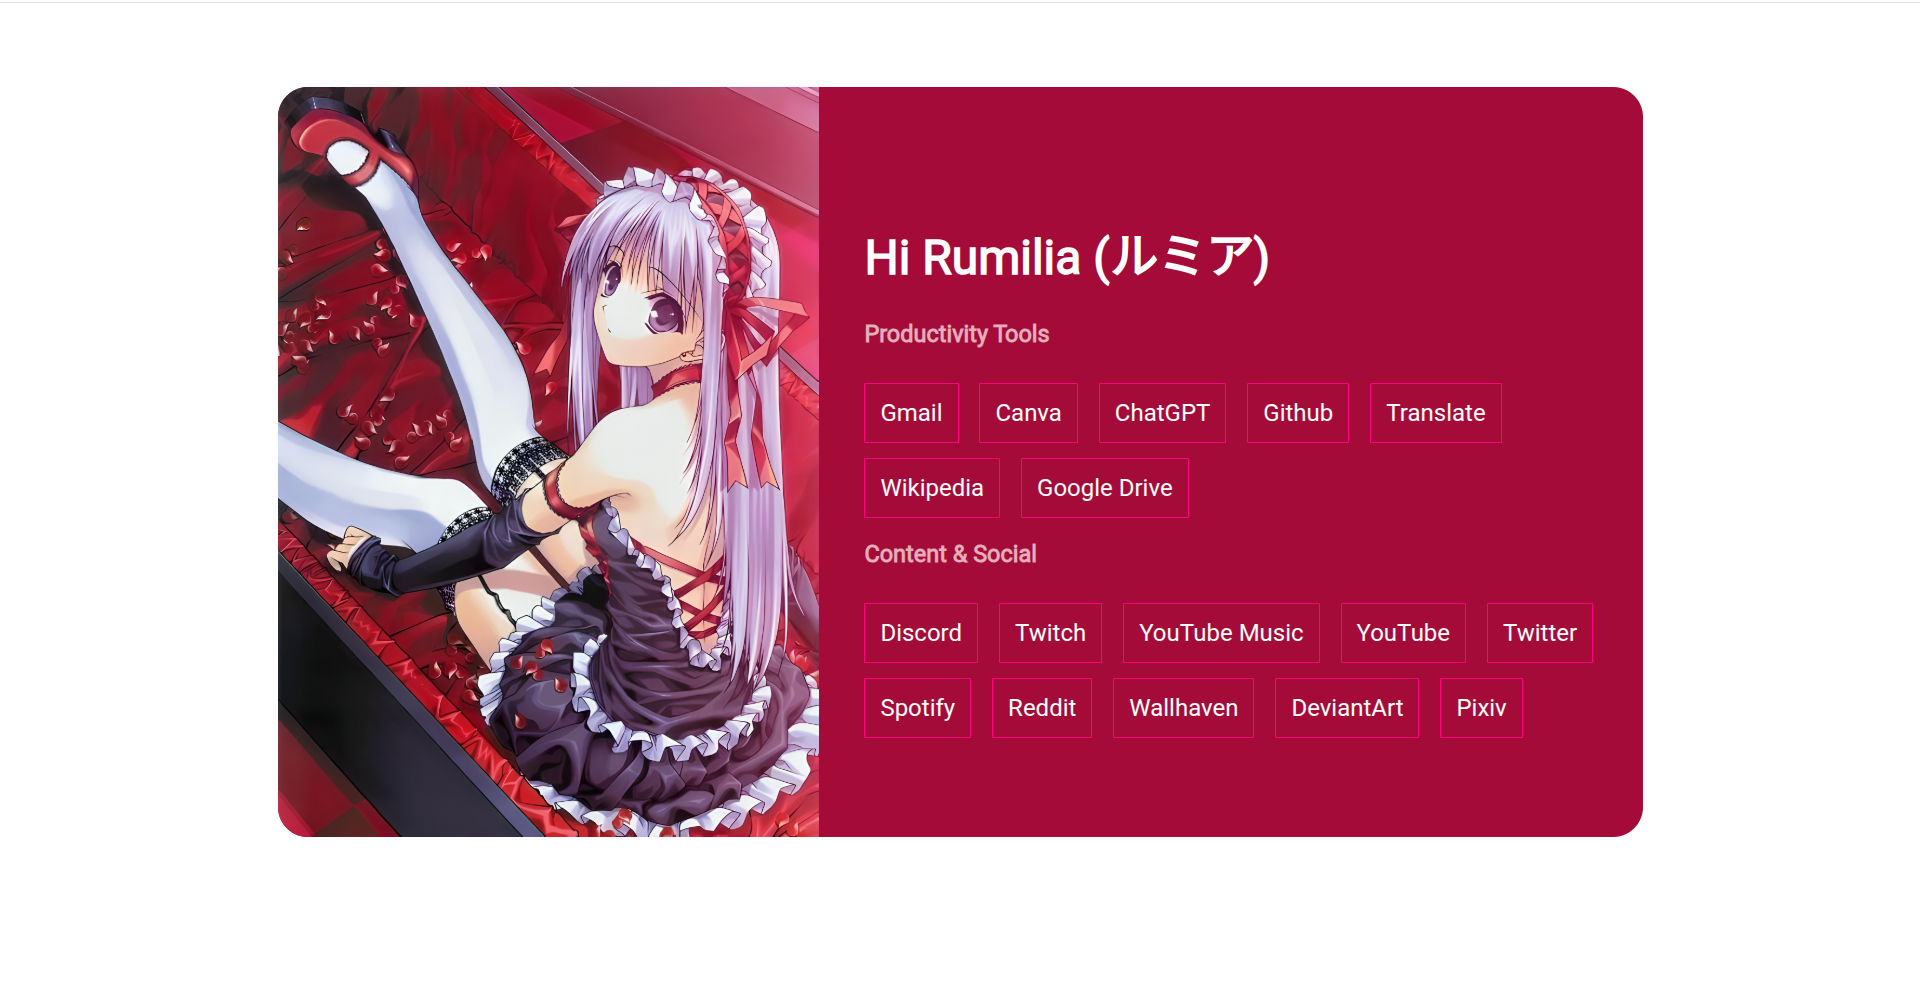 Hi Rumilia (ルミア)
Productivity Tools
Gmail Canva ChatGPT Github Translate
Wikipedia Google Drive
Content & Social
Discord Twitch YouTube Music YouTube Twitter
Spotify Reddit Wallhaven DeviantArt Pixiv